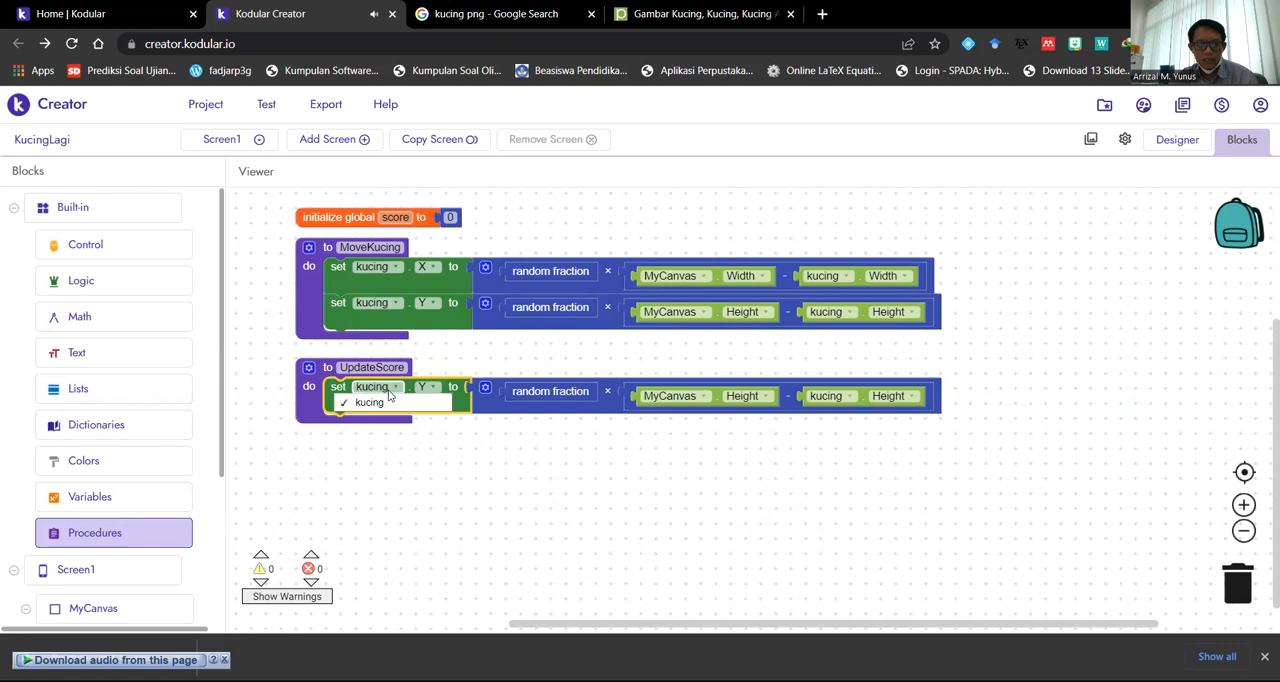 Home | Kodular
Kodular Creator
kucing png - Google Search
Gambar Kucing, Kucing, Kucing
creator.kodular.io
Apps
Prediksi Soal Ujian...
fadjarp3g
Kumpulan Software...
Kumpulan Soal Oli...
Beasiswa Pendidika...
Aplikasi Perpustaka...
Online LaTeX Equati...
Login - SPADA: Hyb...
Download 13 Slide...
Arrizal M. Yunus
Creator
Project
Test
Export
Help
KucingLagi
Screen1
Add Screen
Copy Screen
Remove Screen
Designer
Blocks
Blocks
Viewer
Built-in
Control
Logic
Math
Text
Lists
Dictionaries
Colors
Variables
Procedures
Screen1
MyCanvas
initialize global score to 0
to MoveKucing
do set kucing . X to random fraction × MyCanvas . Width - kucing . Width
set kucing . Y to random fraction × MyCanvas . Height - kucing . Height
to UpdateScore
do set kucing . Y to random fraction × MyCanvas . Height - kucing . Height
✓ kucing
0 0
Show Warnings
Download audio from this page ? X
Show all